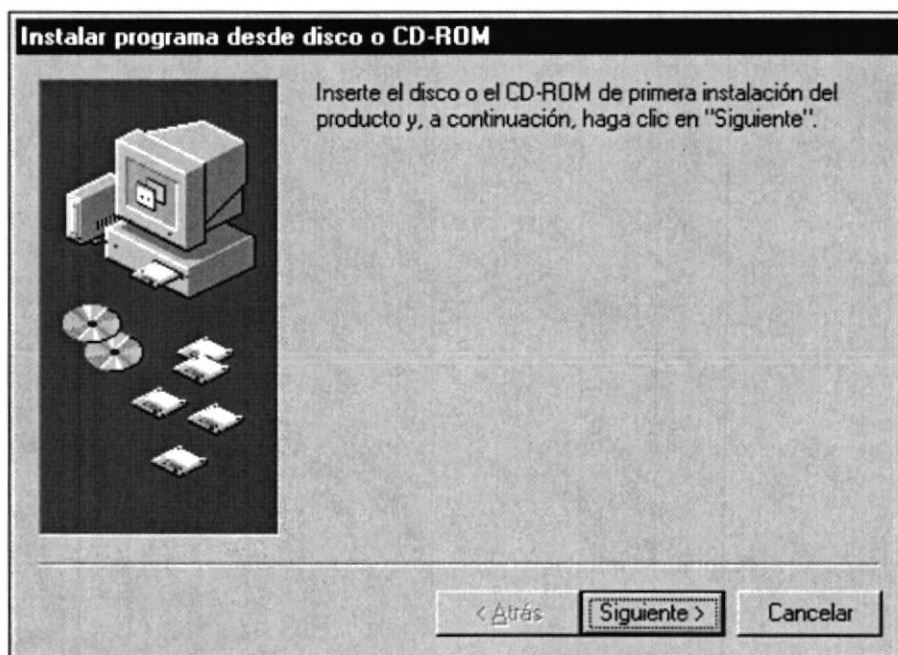 Instalar programa desde disco o CD-ROM
Inserte el disco o el CD-ROM de primera instalación del
producto y, a continuación, haga clic en "Siguiente".
< Atrás
Siguiente >
Cancelar